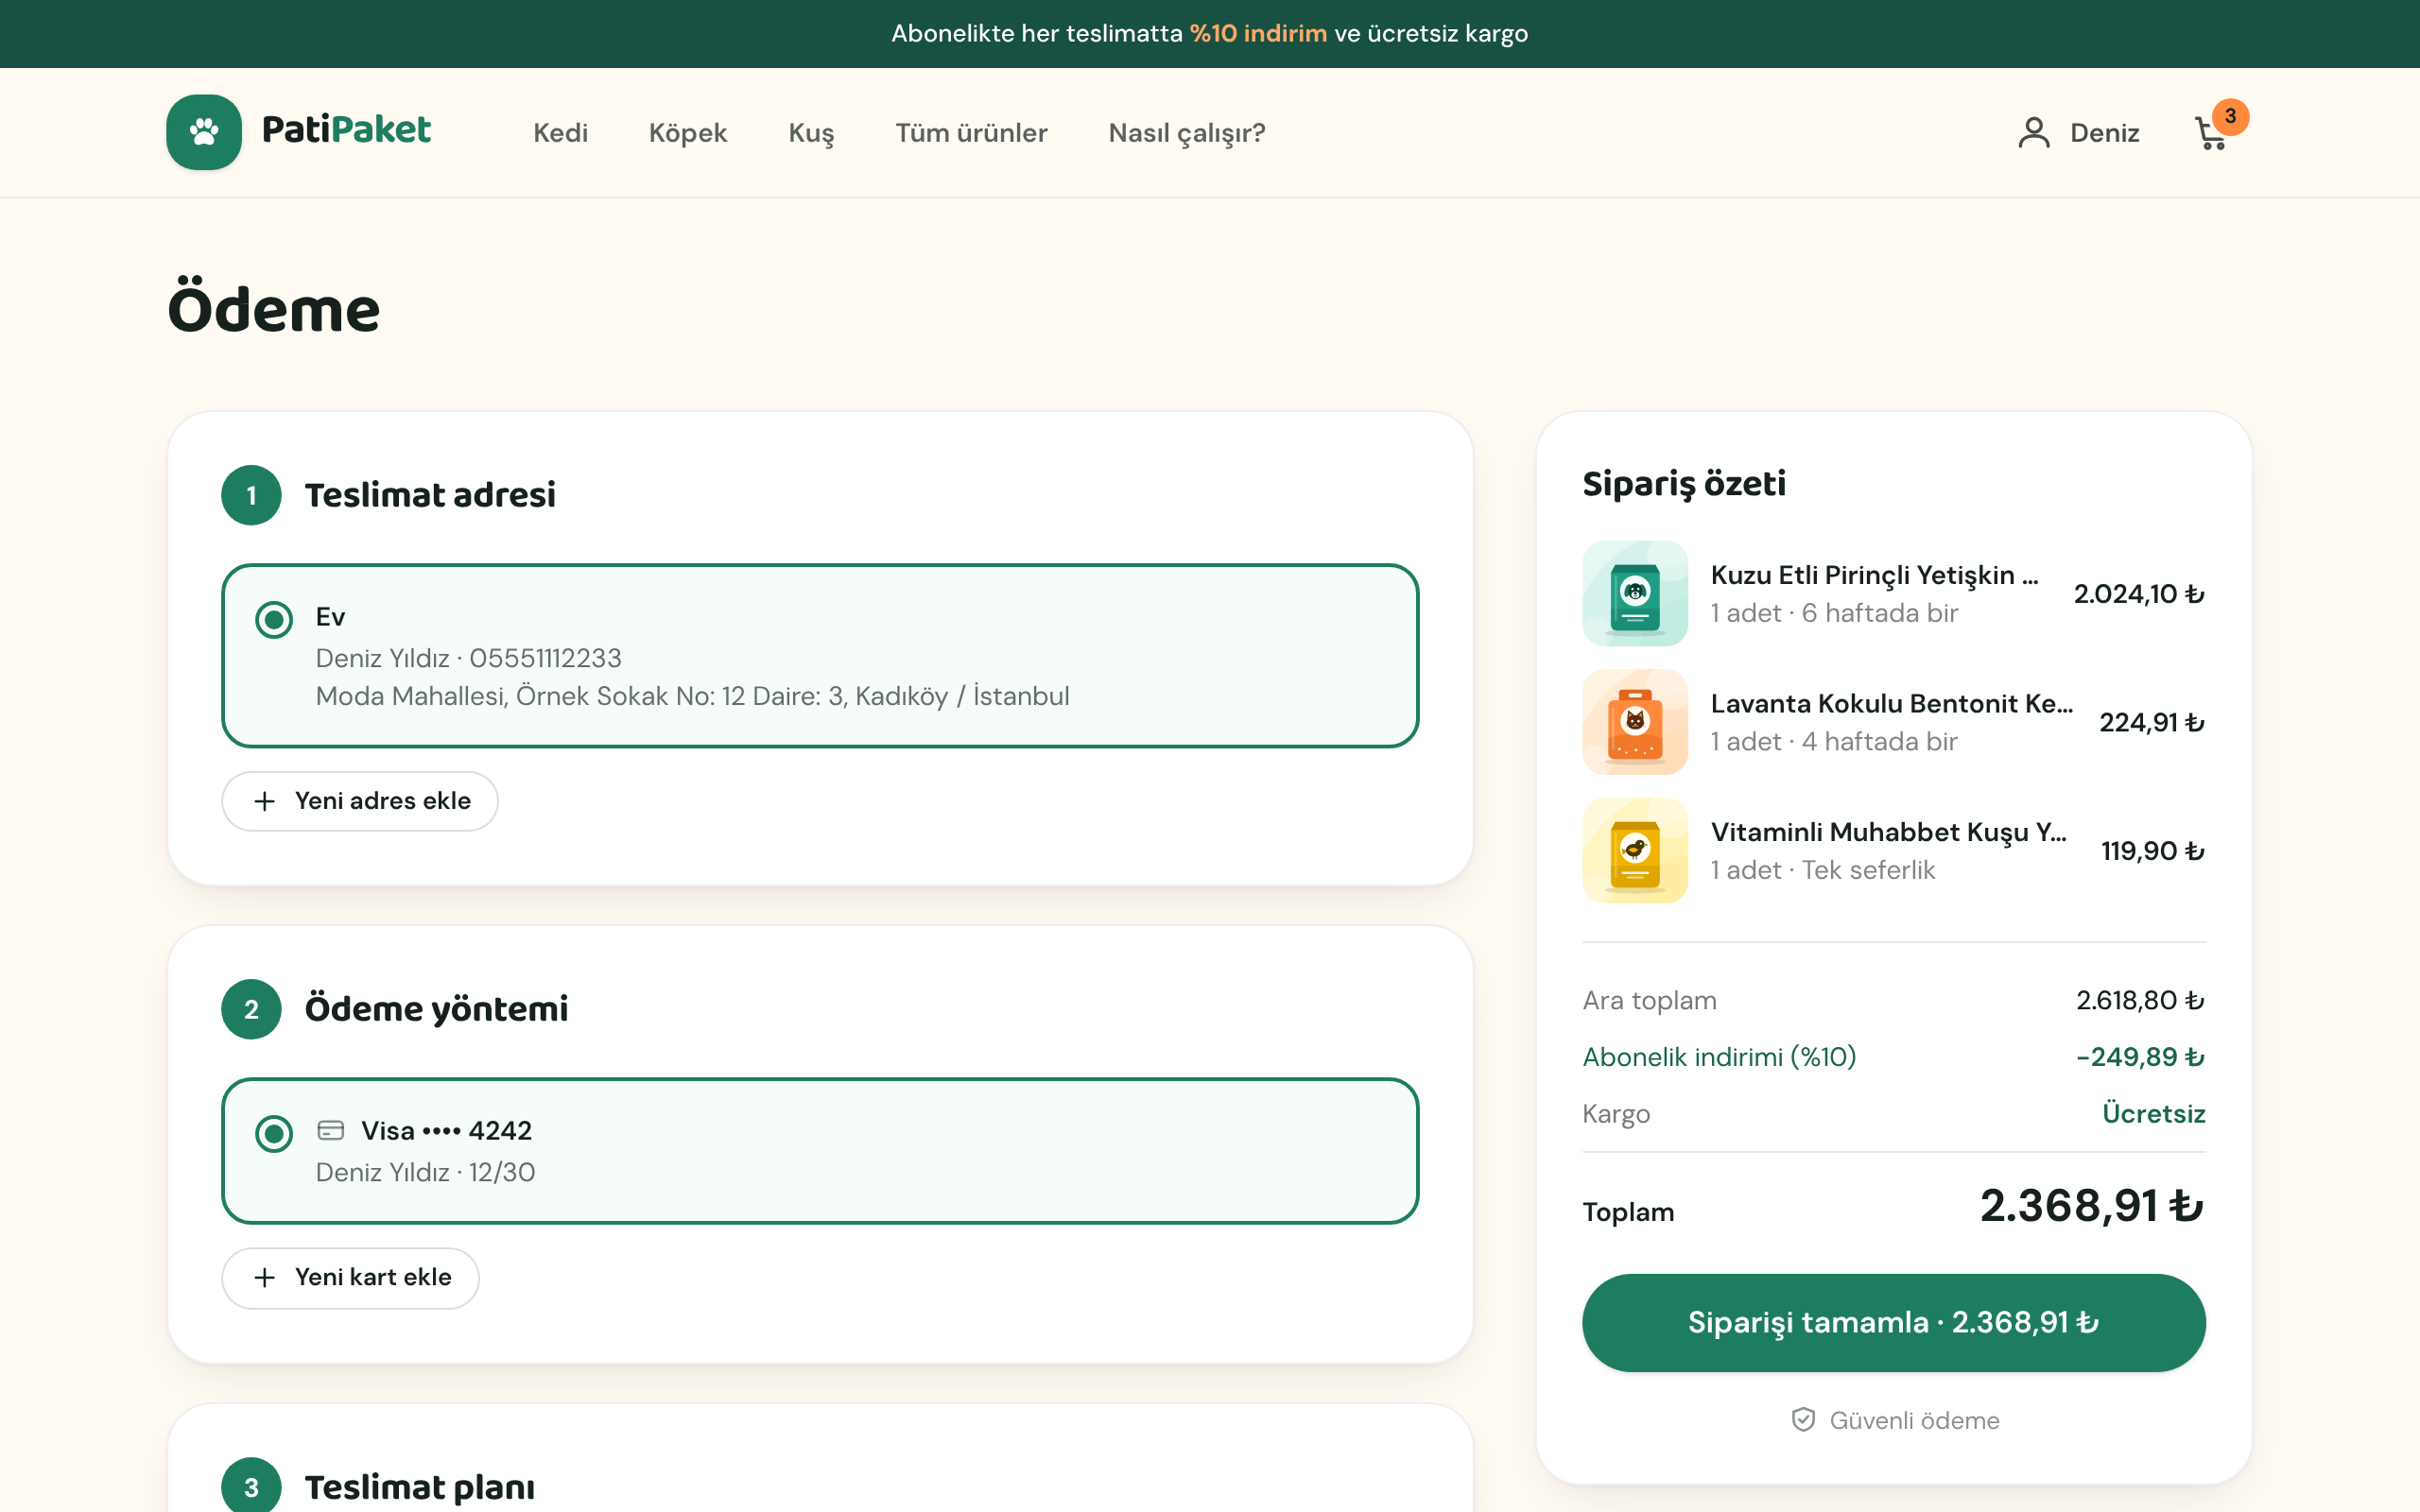 Abonelikte her teslimatta %10 indirim ve ücretsiz kargo
PatiPaket
Kedi
Köpek
Kuş
Tüm ürünler
Nasıl çalışır?
Deniz
3
Ödeme
1
Teslimat adresi
Ev
Deniz Yıldız · 05551112233
Moda Mahallesi, Örnek Sokak No: 12 Daire: 3, Kadıköy / İstanbul
Yeni adres ekle
2
Ödeme yöntemi
Visa •••• 4242
Deniz Yıldız · 12/30
Yeni kart ekle
3
Teslimat planı
Sipariş özeti
Kuzu Etli Pirinçli Yetişkin ...
2.024,10 ₺
1 adet · 6 haftada bir
Lavanta Kokulu Bentonit Ke...
224,91 ₺
1 adet · 4 haftada bir
Vitaminli Muhabbet Kuşu Y...
119,90 ₺
1 adet · Tek seferlik
Ara toplam 2.618,80 ₺
Abonelik indirimi (%10) -249,89 ₺
Kargo Ücretsiz
Toplam 2.368,91 ₺
Siparişi tamamla · 2.368,91 ₺
Güvenli ödeme